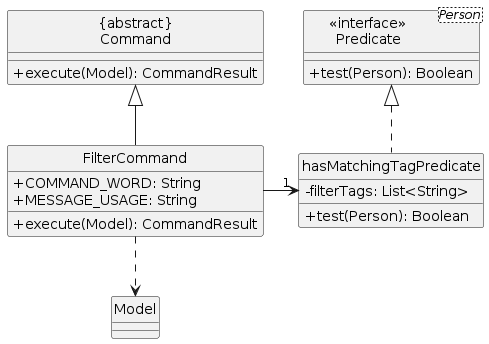 {abstract}
Command
+execute(Model): CommandResult
«interface»
Predicate
Person
+test(Person): Boolean
FilterCommand
+COMMAND_WORD: String
+MESSAGE_USAGE: String
+execute(Model): CommandResult
1
hasMatchingTagPredicate
-filterTags: List<String>
+test(Person): Boolean
Model